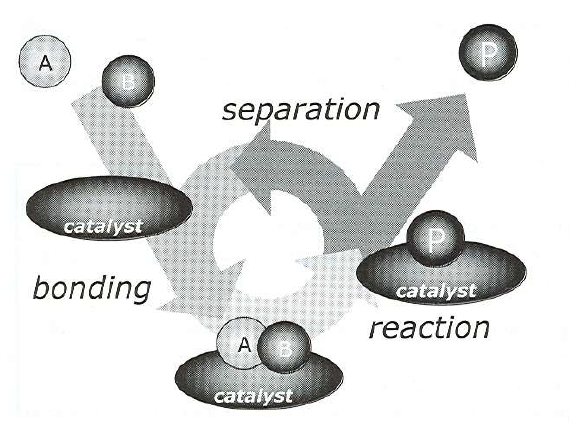 A
B
P
separation
catalyst
P
bonding
catalyst
reaction
A
B
catalyst